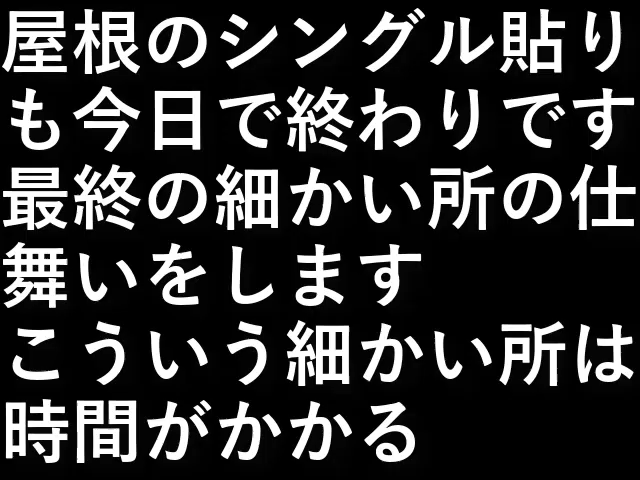 屋根のシングル貼り
も今日で終わりです
最終の細かい所の仕
舞いをします
こういう細かい所は
時間がかかる